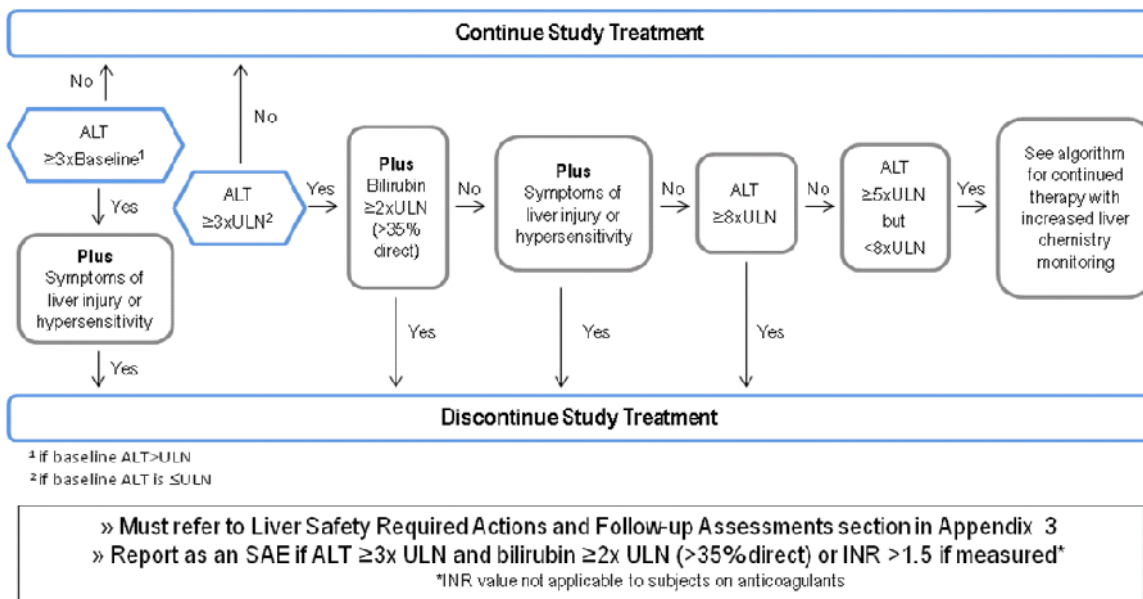 Continue Study Treatment
No
ALT
≥3xBaseline¹
Yes
Plus
Symptoms of
liver injury or
hypersensitivity
Yes
No
ALT
≥3xULN²
Yes
Plus
Bilirubin
≥2xULN
(>35%
direct)
No
Yes
Plus
Symptoms of
liver injury or
hypersensitivity
No
Yes
ALT
≥8xULN
No
Yes
ALT
≥5xULN
but
<8xULN
Yes
See algorithm
for continued
therapy with
increased liver
chemistry
monitoring
Discontinue Study Treatment
¹ if baseline ALT>ULN
² if baseline ALT is ≤ULN
» Must refer to Liver Safety Required Actions and Follow-up Assessments section in Appendix 3
» Report as an SAE if ALT ≥3x ULN and bilirubin ≥2x ULN (>35% direct) or INR >1.5 if measured*
*INR value not applicable to subjects on anticoagulants